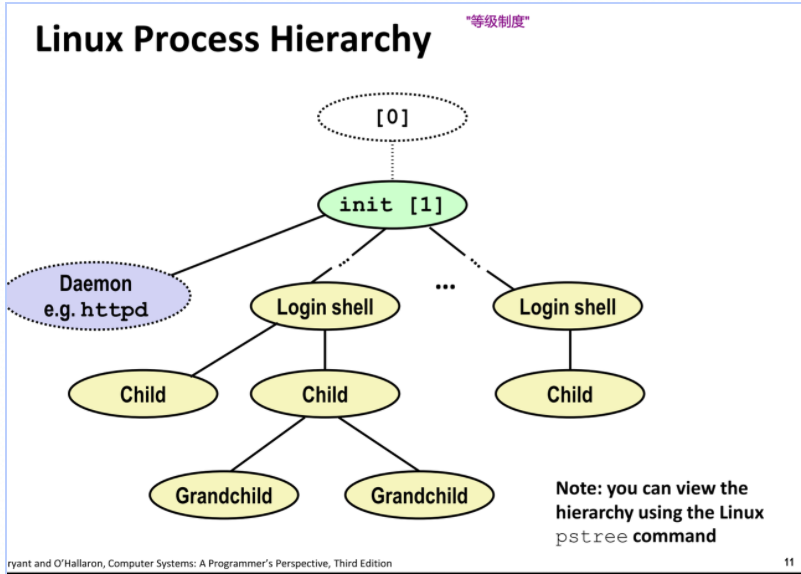 "等级制度"
Linux Process Hierarchy
[0]
init [1]
Daemon
e.g. httpd
Login shell
...
Login shell
Child
Child
Child
Grandchild
Grandchild
Note: you can view the
hierarchy using the Linux
pstree command
ryant and O'Hallaron, Computer Systems: A Programmer's Perspective, Third Edition
11